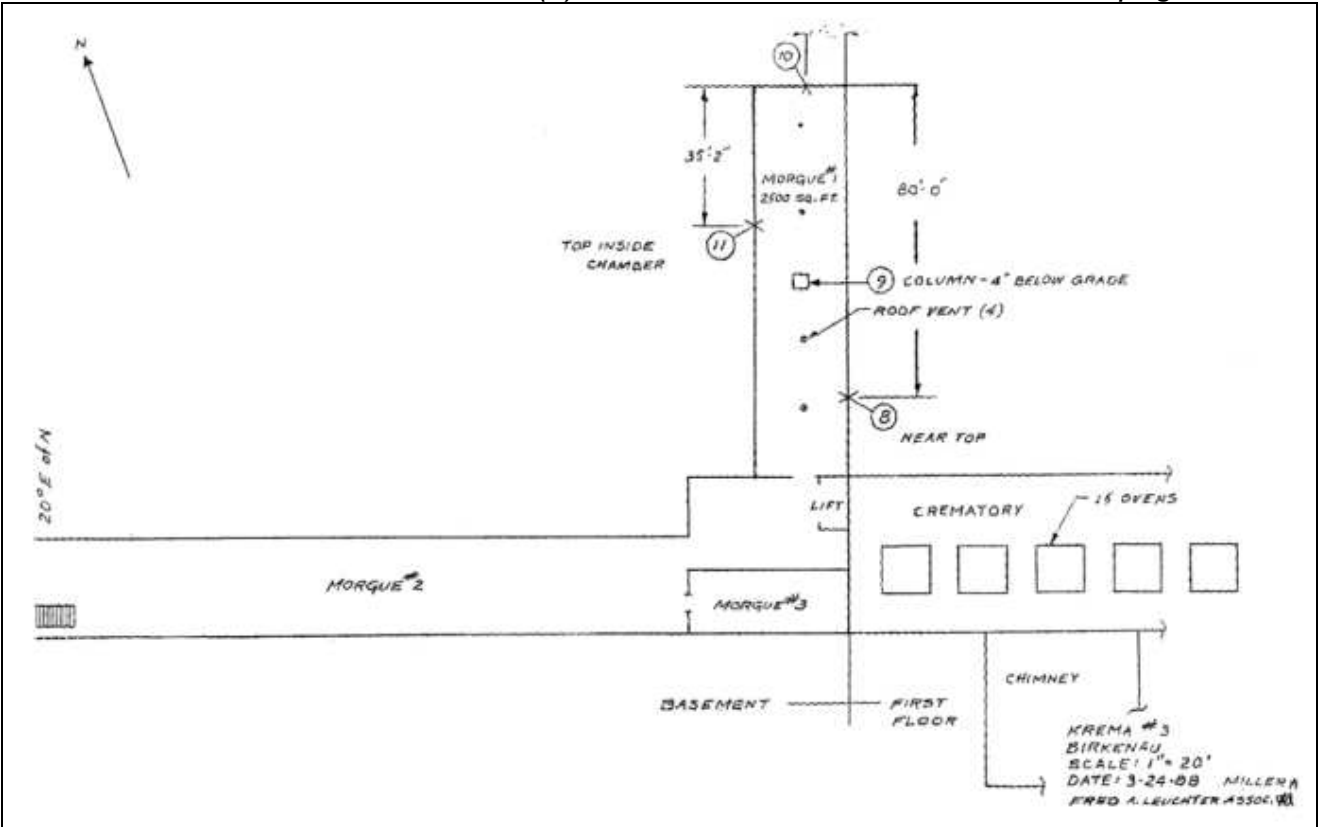 N
10
35'-2"
MORGUE #1
2500 SQ. FT.
80'-0"
11
TOP INSIDE
CHAMBER
9 COLUMN - 4" BELOW GRADE
ROOF VENT (4)
8
NEAR TOP
20° E of N
LIFT
CREMATORY
15 OVENS
MORGUE #2
MORGUE #3
CHIMNEY
BASEMENT
FIRST
FLOOR
KREMA #3
BIRKENAU
SCALE: 1" = 20'
DATE: 3-24-88 MILLER A
FRED A. LEUCHTER ASSOC.